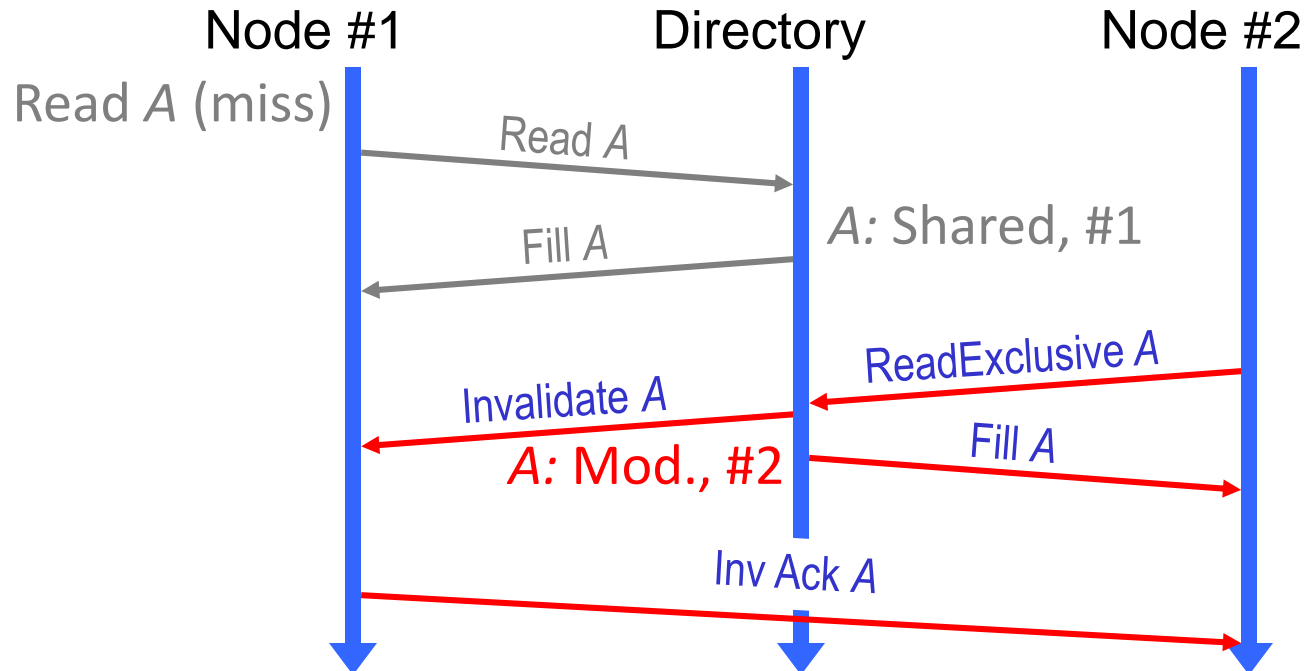 Node #1
Directory
Node #2
Read A (miss)
Read A
A: Shared, #1
Fill A
ReadExclusive A
Invalidate A
Fill A
A: Mod., #2
Inv Ack A